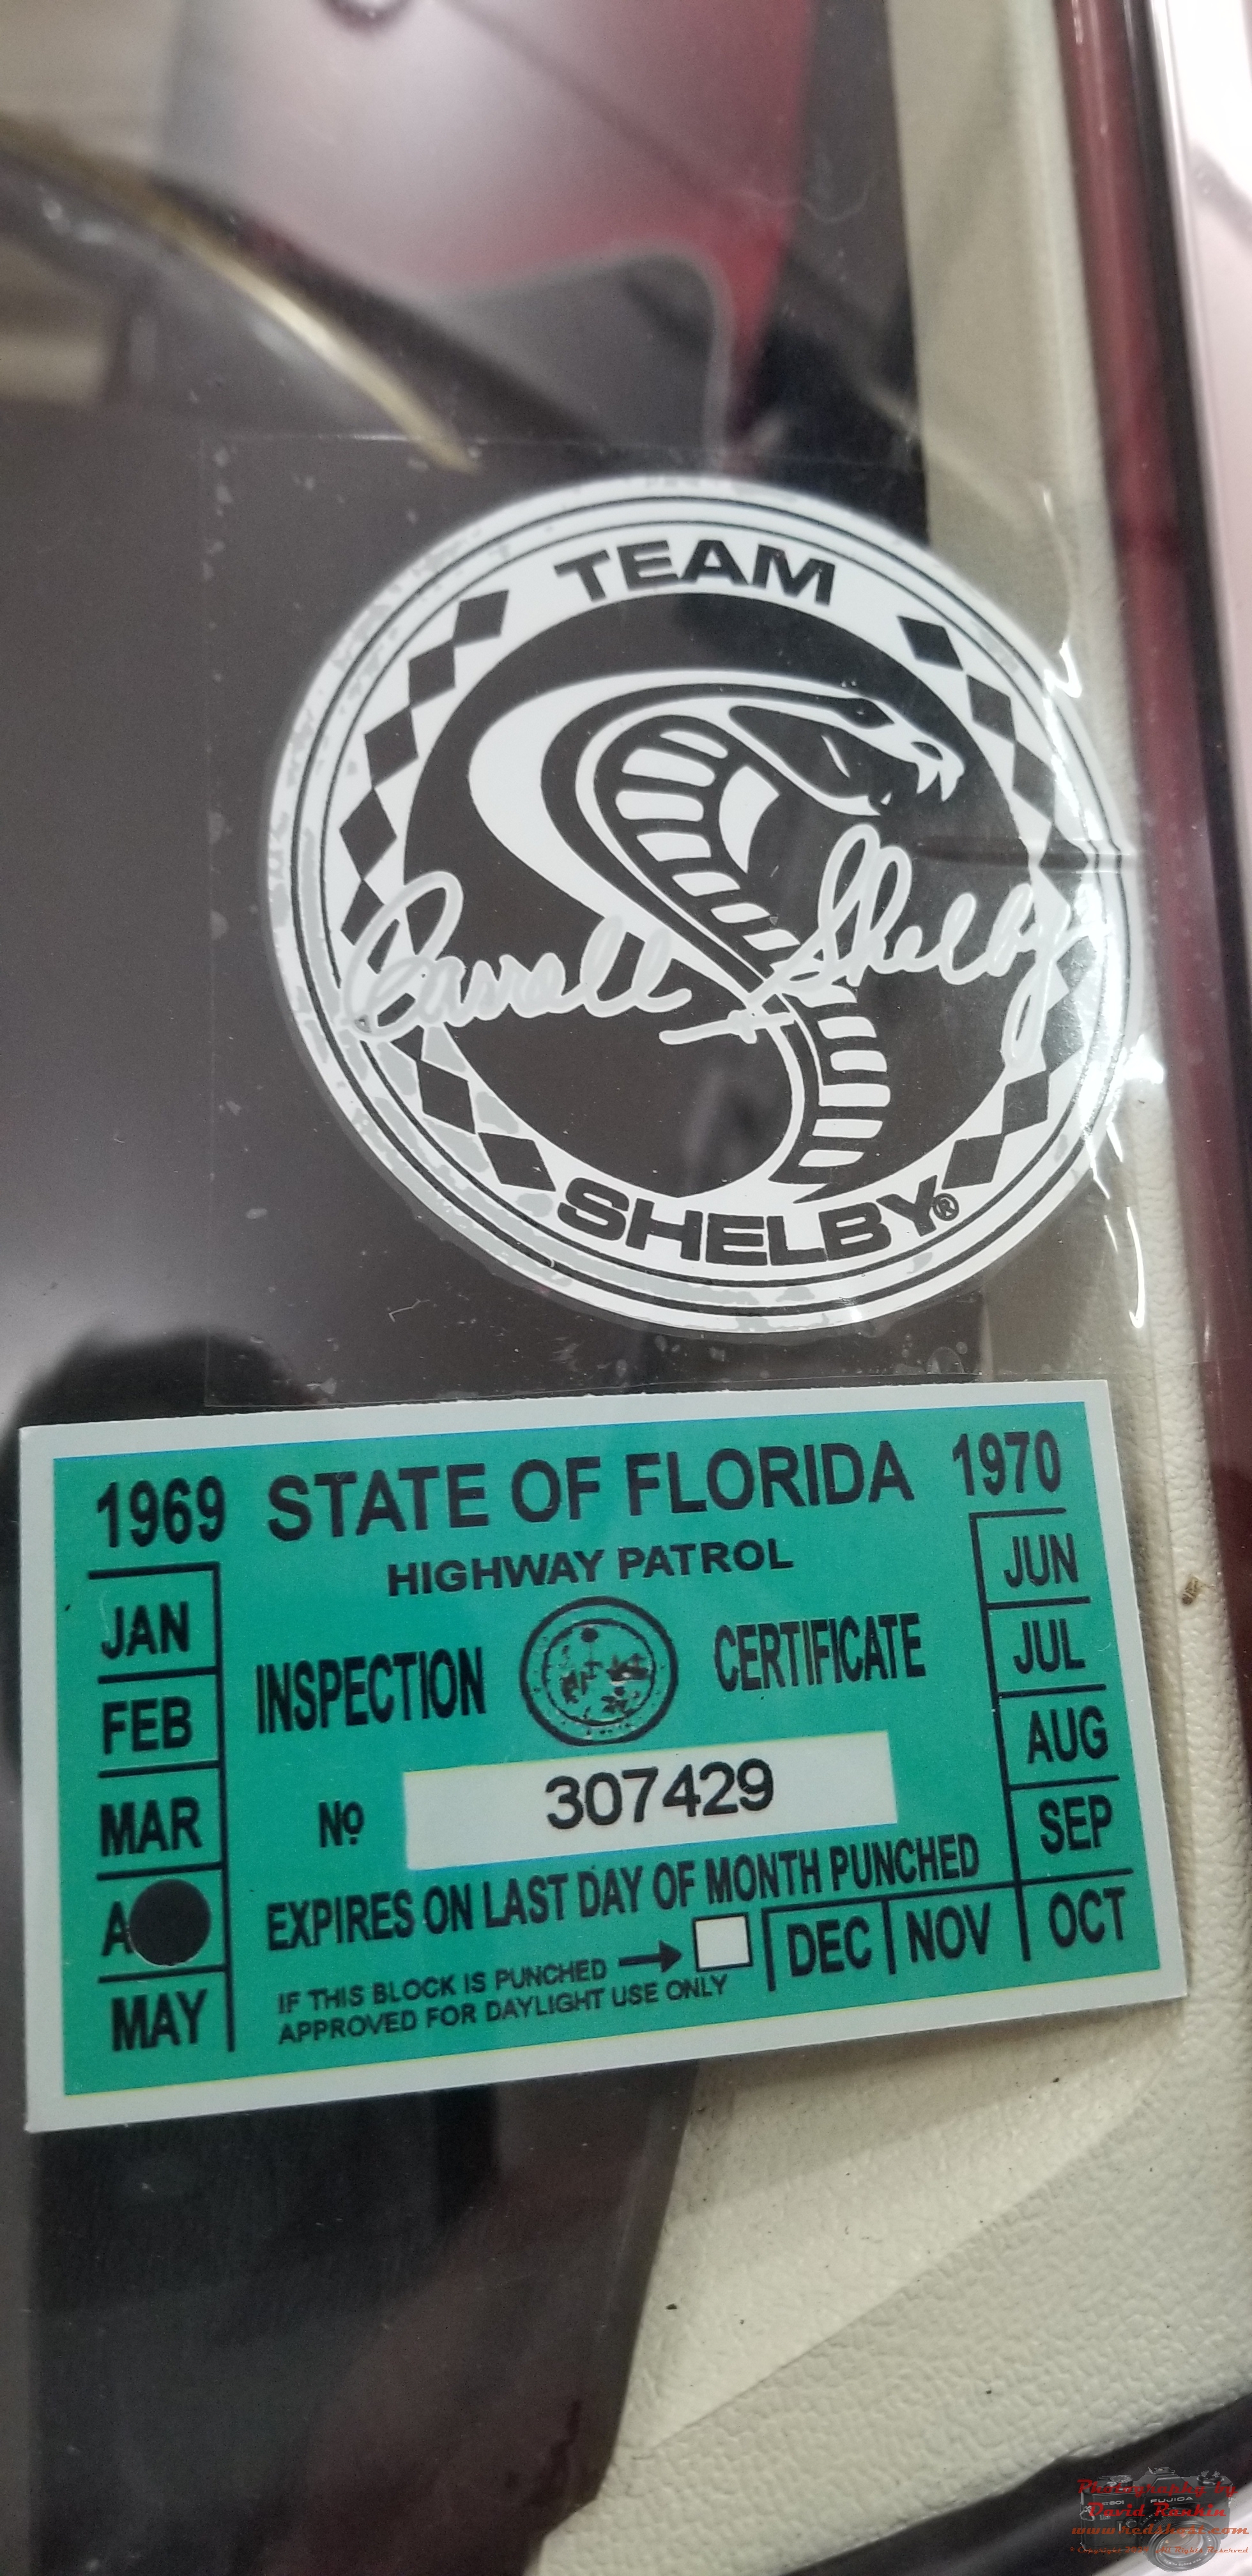 TEAM
Carroll Shelby
SHELBY®
1969 STATE OF FLORIDA 1970
HIGHWAY PATROL
INSPECTION CERTIFICATE
JAN
FEB
MAR
A
MAY
JUN
JUL
AUG
SEP
OCT
NOV
DEC
Nº 307429
EXPIRES ON LAST DAY OF MONTH PUNCHED
IF THIS BLOCK IS PUNCHED
APPROVED FOR DAYLIGHT USE ONLY
Photography by
David Rankin
FUJICA